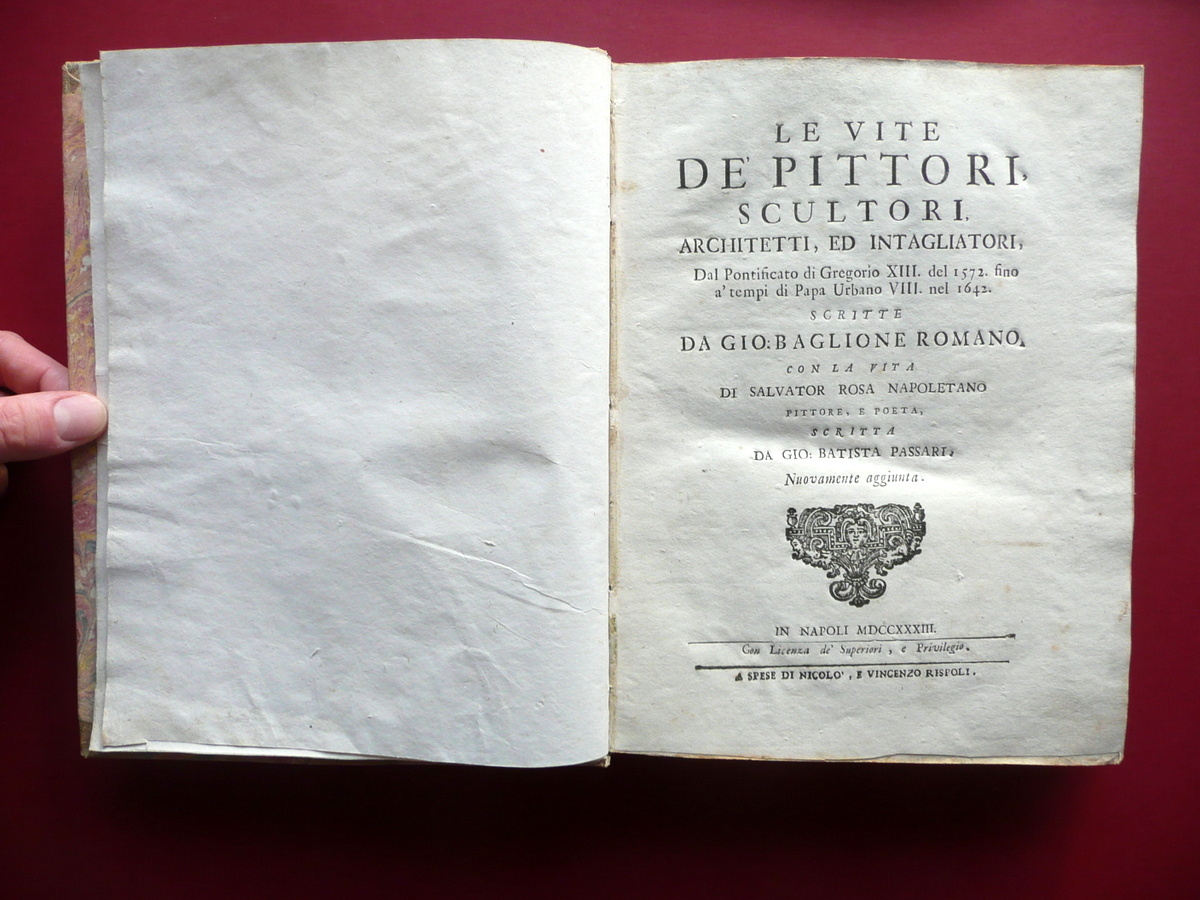 LE VITE
DE' PITTORI,
SCULTORI,
ARCHITETTI, ED INTAGLIATORI,
Dal Pontificato di Gregorio XIII. del 1572. fino
a' tempi di Papa Urbano VIII. nel 1642.
SCRITTE
DA GIO: BAGLIONE ROMANO.
CON LA VITA
DI SALVATOR ROSA NAPOLETANO
PITTORE, E POETA,
SCRITTA
DA GIO: BATISTA PASSARI,
Nuovamente aggiunta.
IN NAPOLI MDCCXXXIII.
Con Licenza de' Superiori, e Privilegio.
A SPESE DI NICOLO', E VINCENZO RISPOLI.